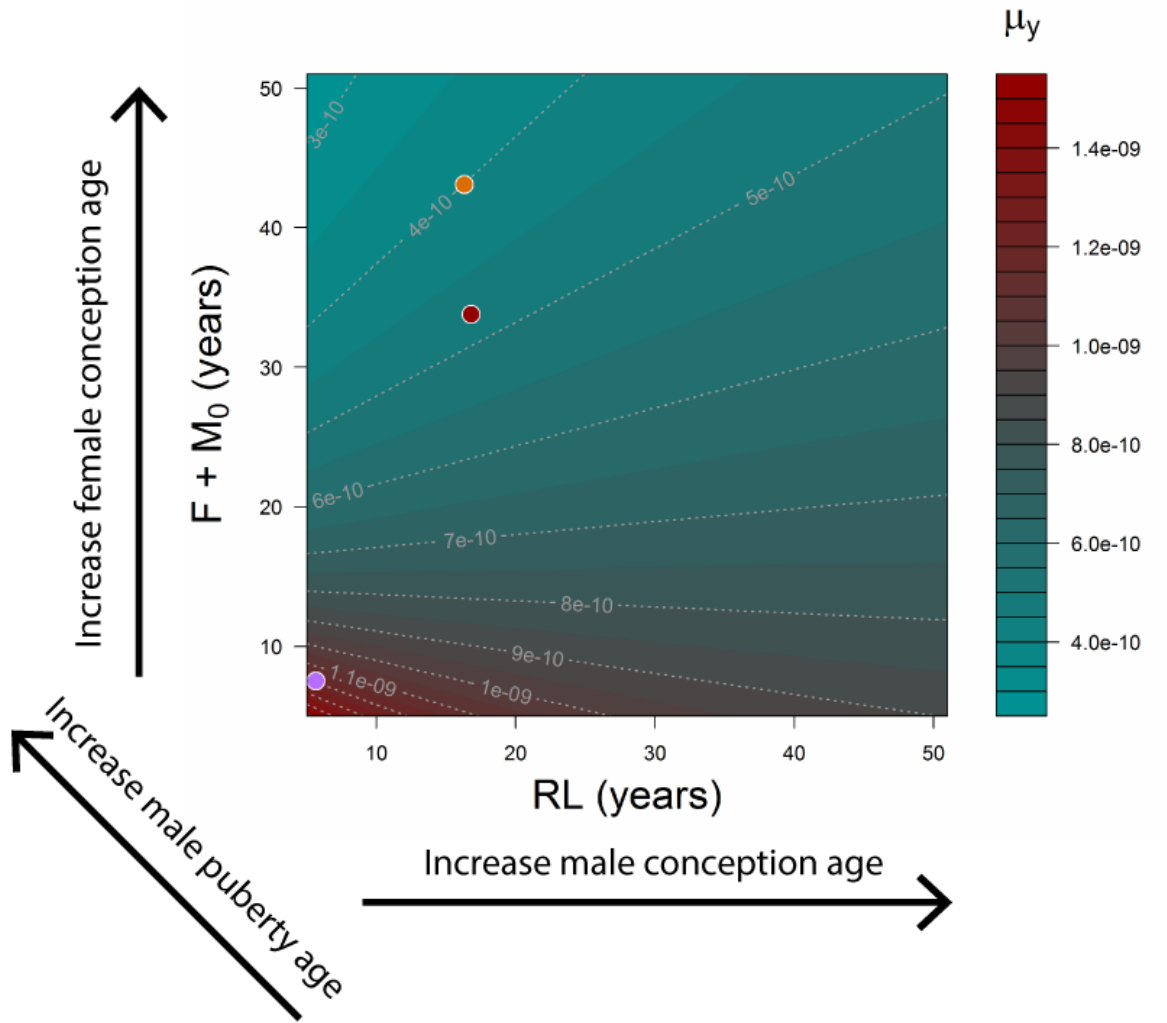 μy
50
40
30
20
10
F + M0 (years)
Increase female conception age
3e-10
4e-10
5e-10
6e-10
7e-10
8e-10
9e-10
1e-09
1.1e-09
1.4e-09
1.2e-09
1.0e-09
8.0e-10
6.0e-10
4.0e-10
10
20
30
40
50
RL (years)
Increase male conception age
Increase male puberty age